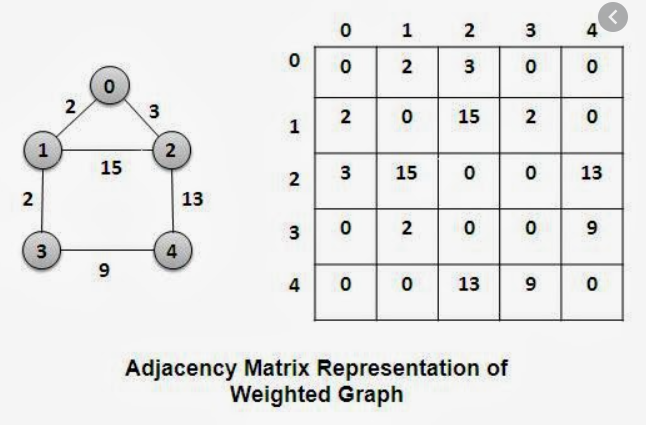 0
2
3
1
2
15
2
13
3
4
9
0 1 2 3 4
0 0 2 3 0 0
1 2 0 15 2 0
2 3 15 0 0 13
3 0 2 0 0 9
4 0 0 13 9 0
Adjacency Matrix Representation of
Weighted Graph